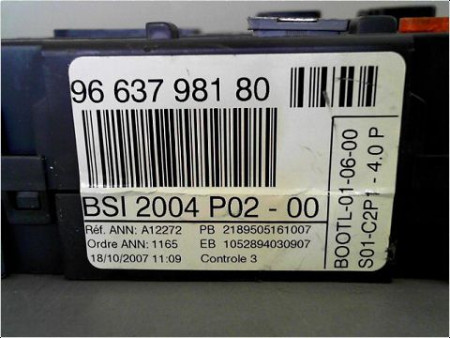 96 637 981 80
BSI 2004 P02 - 00
Réf. ANN: A12272 PB 2189505161007
Ordre ANN: 1165 EB 1052894030907
18/10/2007 11:09 Controle 3
BOOTL-01-06-00
S01-C2P1 - 4.0 P